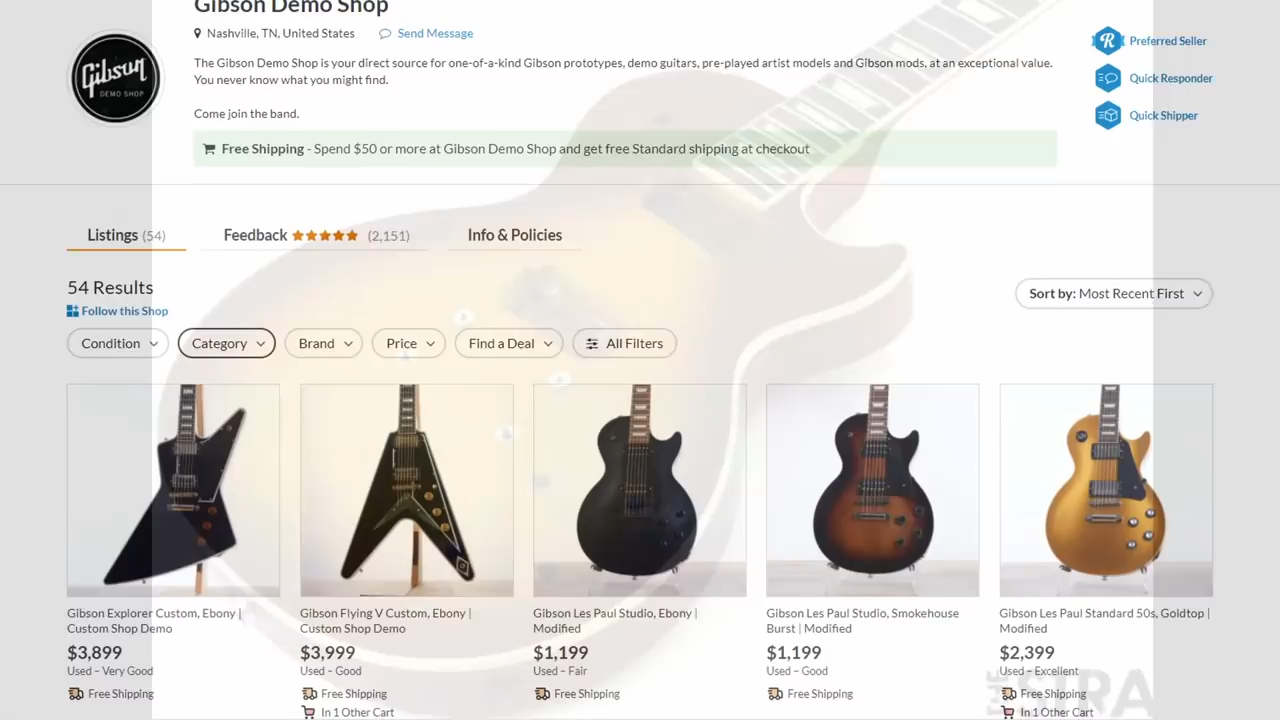 Gibson Demo Shop
Nashville, TN, United States
Send Message
Gibson
DEMO SHOP
The Gibson Demo Shop is your direct source for one-of-a-kind Gibson prototypes, demo guitars, pre-played artist models and Gibson mods, at an exceptional value.
You never know what you might find.
Come join the band.
Free Shipping - Spend $50 or more at Gibson Demo Shop and get free Standard shipping at checkout
R Preferred Seller
Quick Responder
Quick Shipper
Listings (54)
Feedback (2,151)
Info & Policies
54 Results
Follow this Shop
Sort by: Most Recent First
Condition
Category
Brand
Price
Find a Deal
All Filters
Gibson Explorer Custom, Ebony |
Custom Shop Demo
$3,899
Used – Very Good
Free Shipping
Gibson Flying V Custom, Ebony |
Custom Shop Demo
$3,999
Used – Good
Free Shipping
In 1 Other Cart
Gibson Les Paul Studio, Ebony |
Modified
$1,199
Used – Fair
Free Shipping
Gibson Les Paul Studio, Smokehouse
Burst | Modified
$1,199
Used – Good
Free Shipping
Gibson Les Paul Standard 50s, Goldtop |
Modified
$2,399
Used – Excellent
Free Shipping
In 1 Other Cart
THE STRA